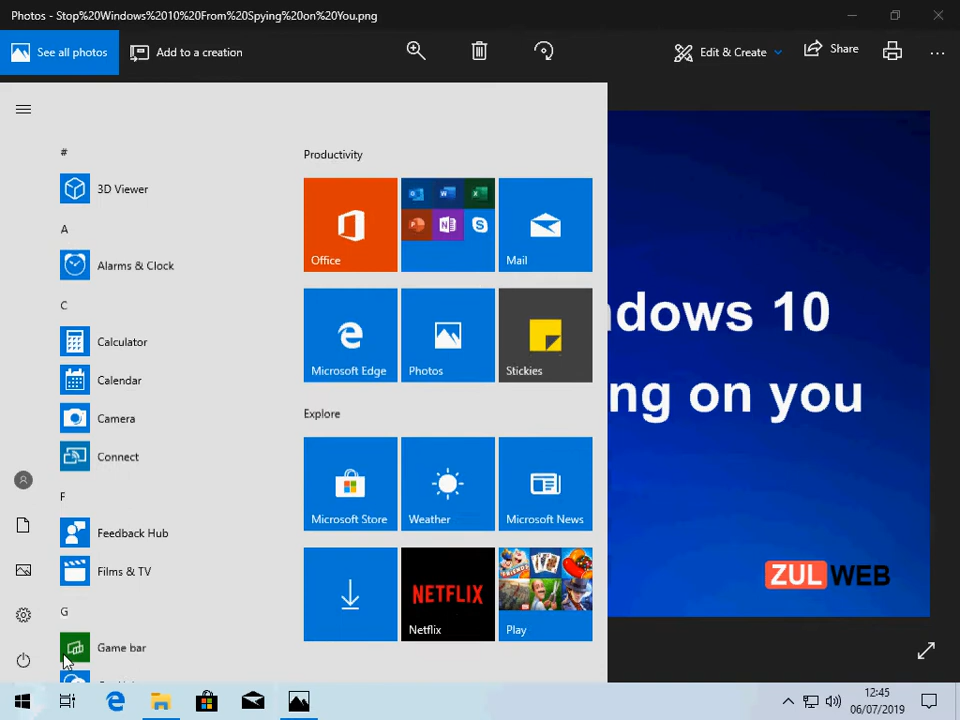 Photos - Stop%20Windows%2010%20From%20Spying%20on%20You.png
See all photos
Add to a creation
Edit & Create
Share
#
3D Viewer
A
Alarms & Clock
C
Calculator
Calendar
Camera
Connect
F
Feedback Hub
Films & TV
G
Game bar
Productivity
Office
Mail
Microsoft Edge
Photos
Stickies
Explore
Microsoft Store
Weather
Microsoft News
NETFLIX
Netflix
Play
ndows 10
ng on you
ZUL WEB
12:45
06/07/2019